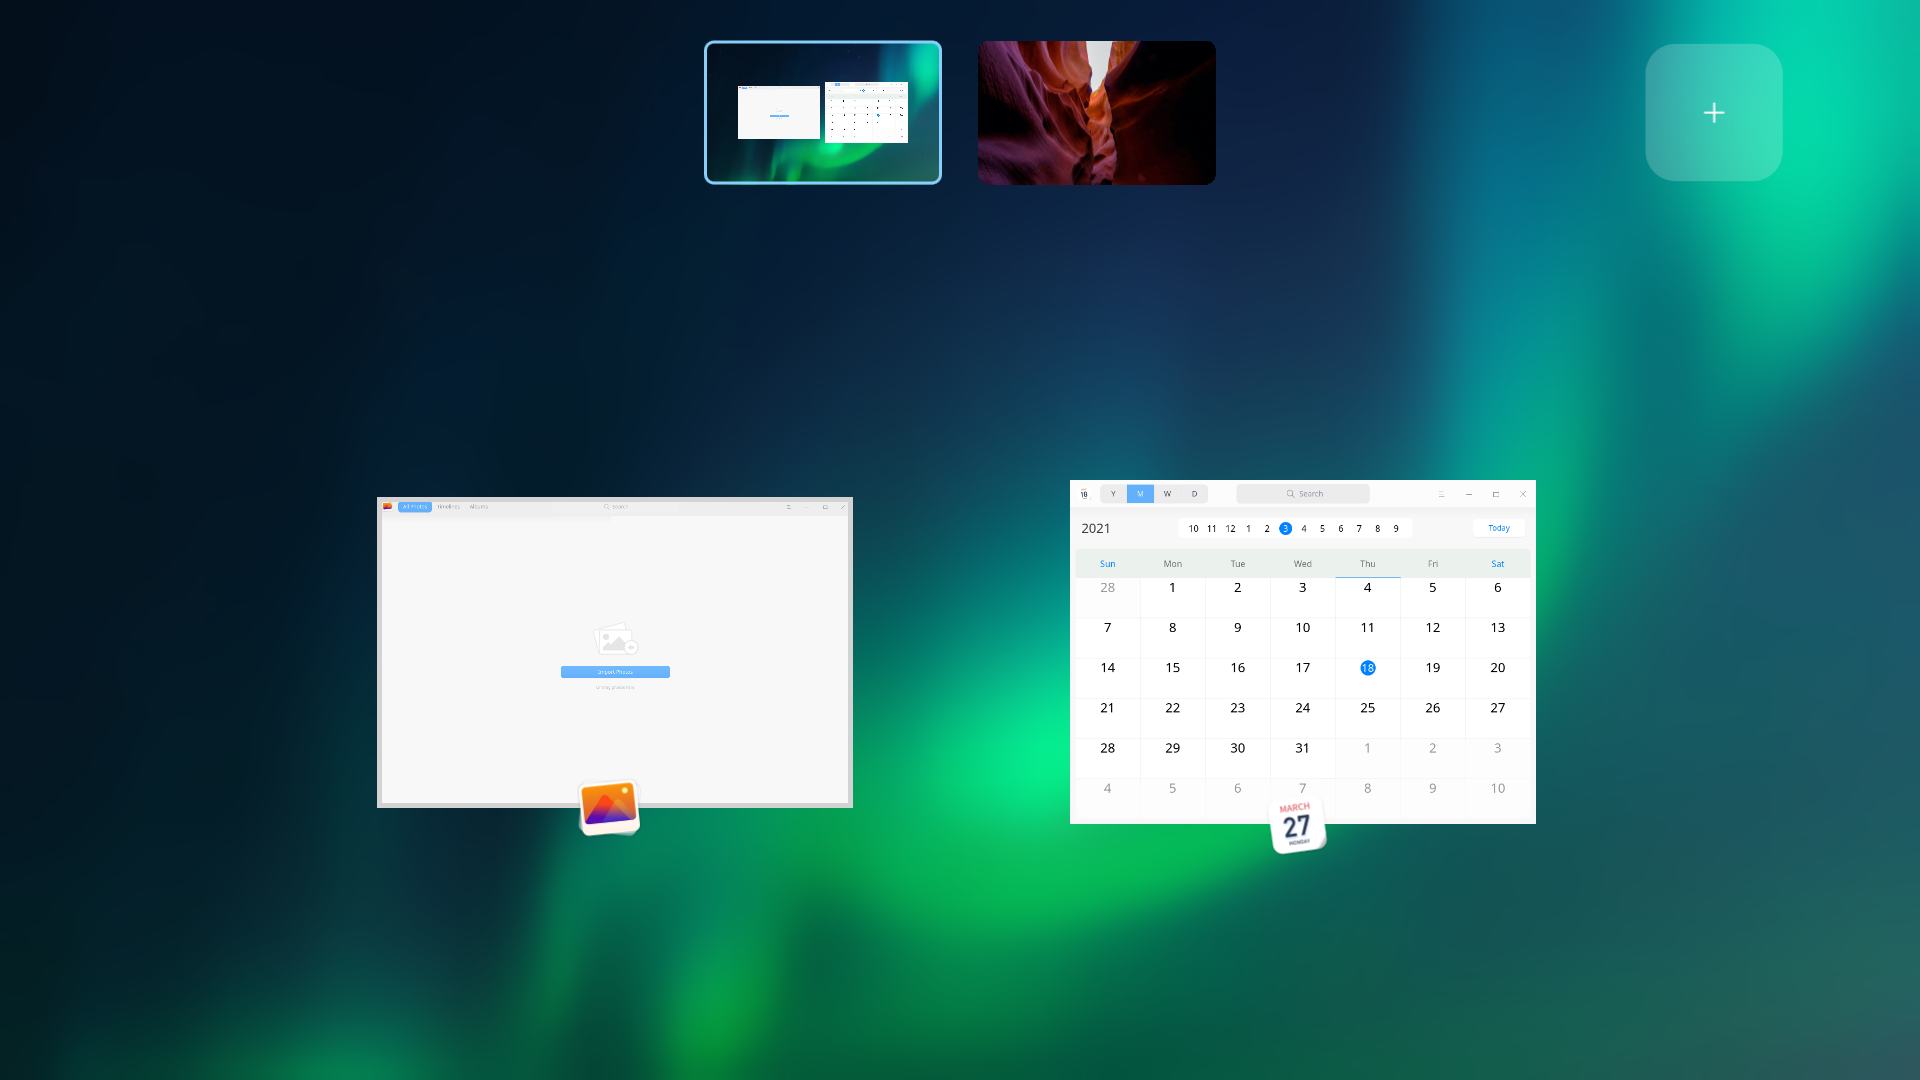 All Photos Timelines Albums Search
Import Photos
18 Y M W D Search
2021 10 11 12 1 2 3 4 5 6 7 8 9 Today
Sun Mon Tue Wed Thu Fri Sat
28 1 2 3 4 5 6
7 8 9 10 11 12 13
14 15 16 17 18 19 20
21 22 23 24 25 26 27
28 29 30 31 1 2 3
4 5 6 7 8 9 10
MARCH
27
MONDAY